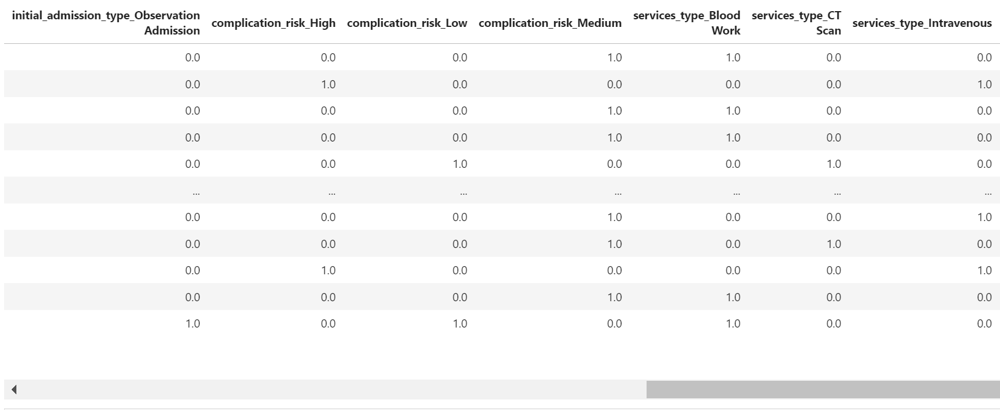 initial_admission_type_Observation Admission complication_risk_High complication_risk_Low complication_risk_Medium services_type_Blood Work services_type_CT Scan services_type_Intravenous
0.0 0.0 0.0 1.0 1.0 0.0 0.0
0.0 1.0 0.0 0.0 0.0 0.0 1.0
0.0 0.0 0.0 1.0 1.0 0.0 0.0
0.0 0.0 0.0 1.0 1.0 0.0 0.0
0.0 0.0 1.0 0.0 0.0 1.0 0.0
... ... ... ... ... ... ...
0.0 0.0 0.0 1.0 0.0 0.0 1.0
0.0 0.0 0.0 1.0 0.0 1.0 0.0
0.0 1.0 0.0 0.0 0.0 0.0 1.0
0.0 0.0 0.0 1.0 1.0 0.0 0.0
1.0 0.0 1.0 0.0 1.0 0.0 0.0